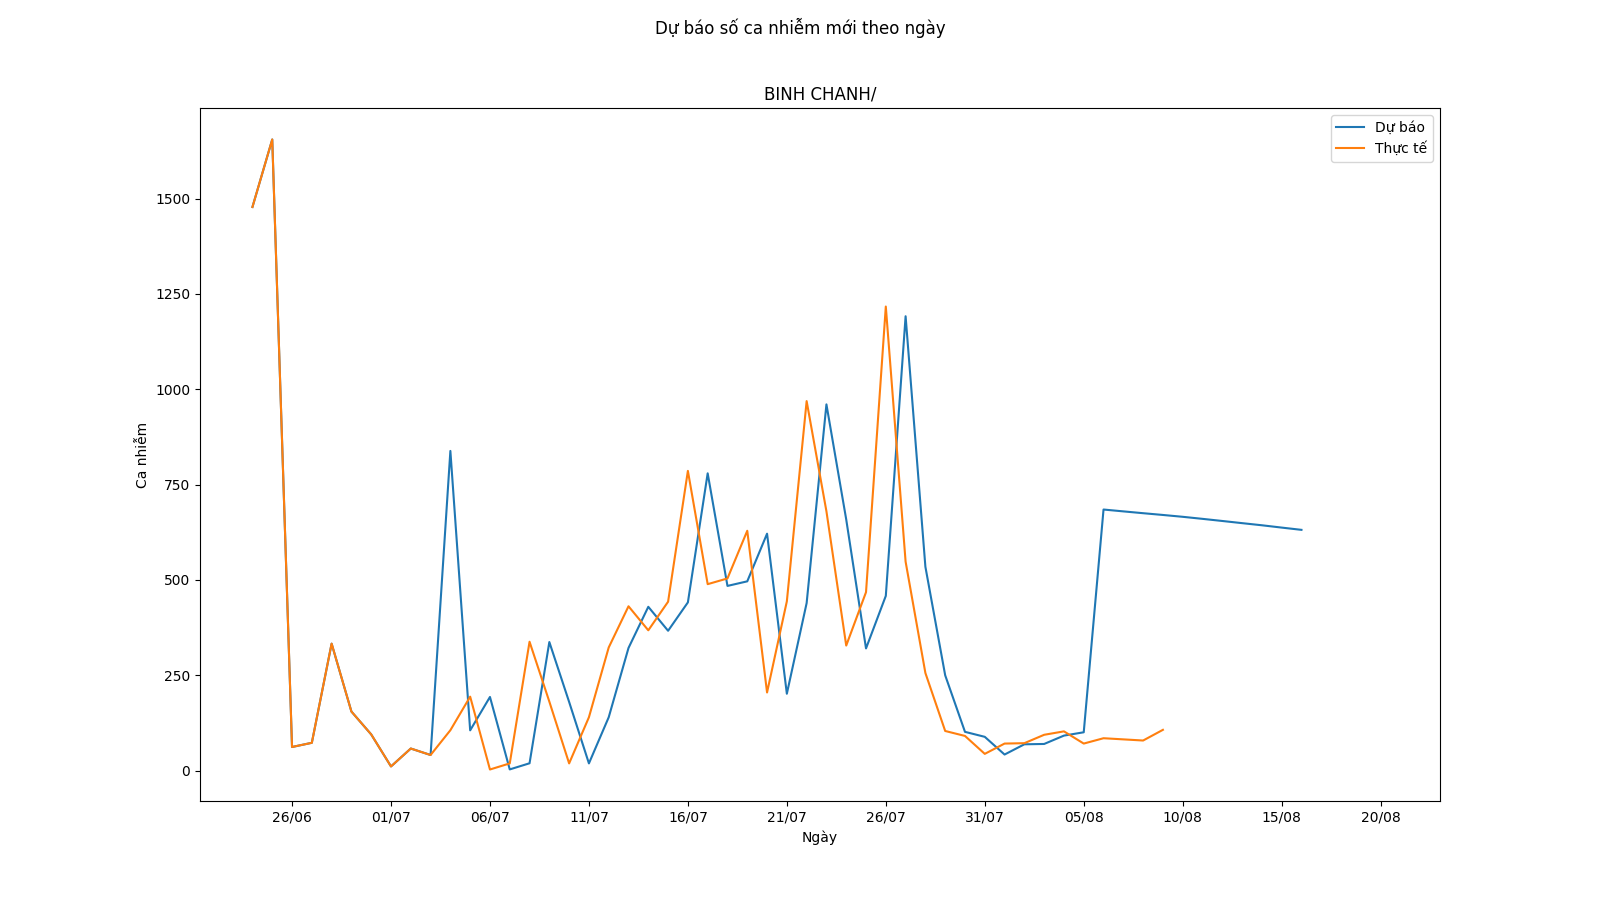 Dự báo số ca nhiễm mới theo ngày
BINH CHANH/
Dự báo
Thực tế
1500
1250
1000
750
500
250
0
Ca nhiễm
26/06 01/07 06/07 11/07 16/07 21/07 26/07 31/07 05/08 10/08 15/08 20/08
Ngày